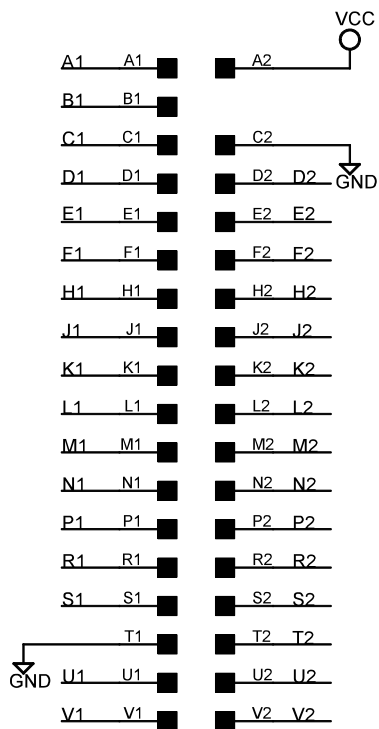 VCC
A1 A1 A2
B1 B1
C1 C1 C2
D1 D1 D2 D2
GND
E1 E1 E2 E2
F1 F1 F2 F2
H1 H1 H2 H2
J1 J1 J2 J2
K1 K1 K2 K2
L1 L1 L2 L2
M1 M1 M2 M2
N1 N1 N2 N2
P1 P1 P2 P2
R1 R1 R2 R2
S1 S1 S2 S2
T1 T2 T2
GND U1 U1 U2 U2
V1 V1 V2 V2